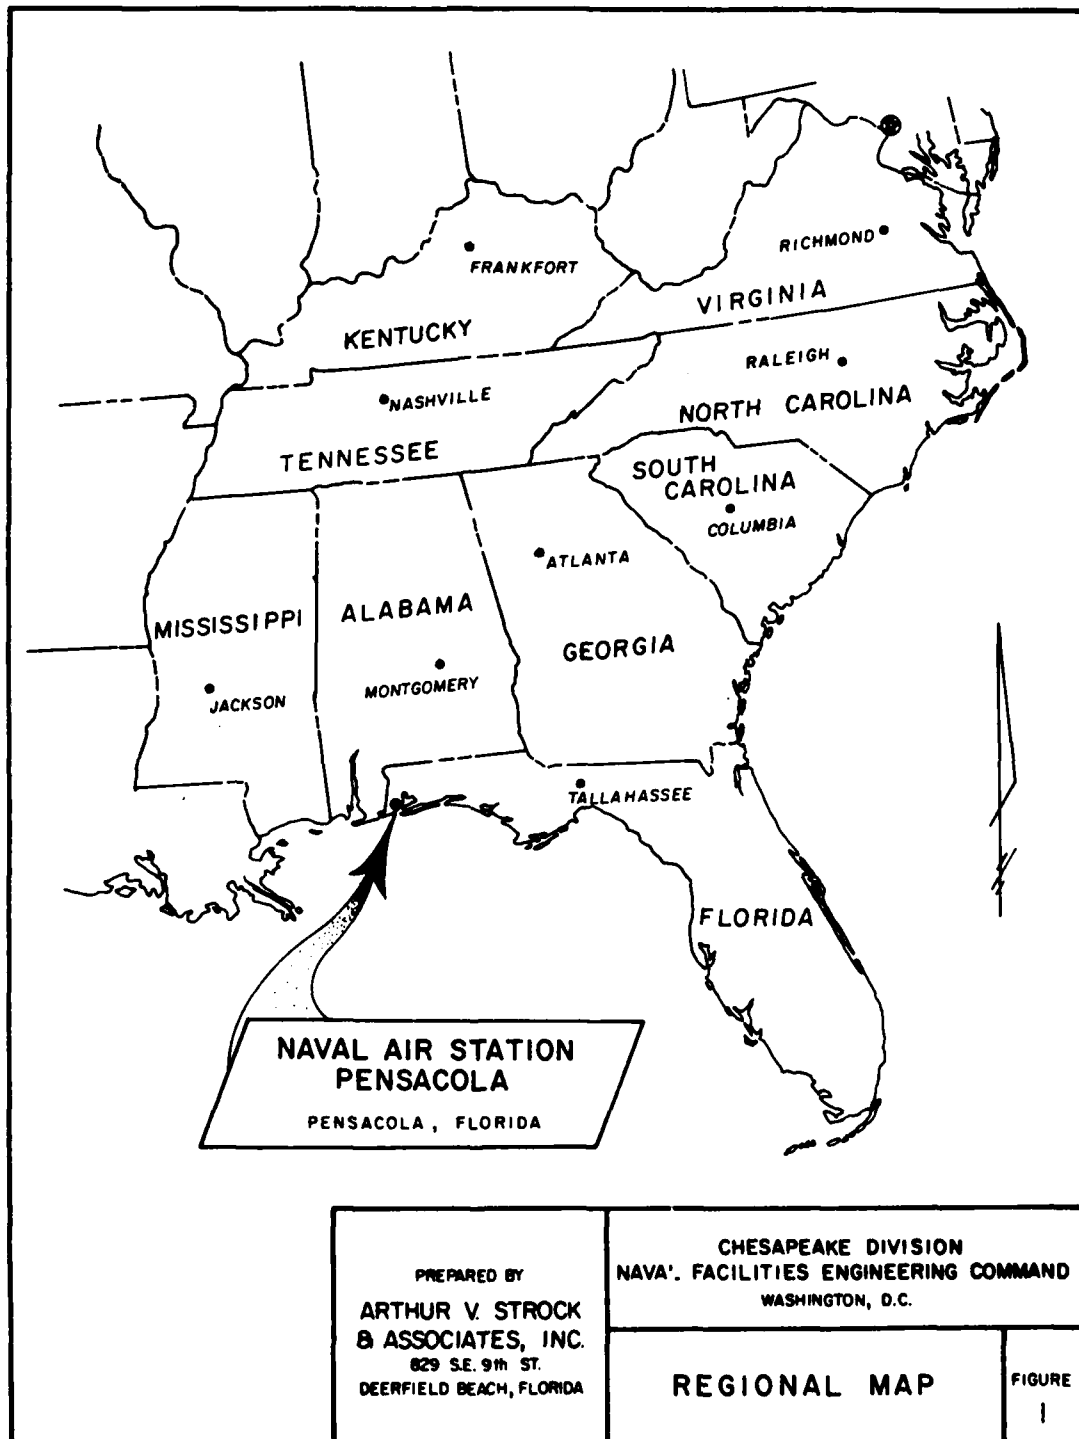 RICHMOND
FRANKFORT
VIRGINIA
KENTUCKY
RALEIGH
NASHVILLE
NORTH CAROLINA
TENNESSEE
SOUTH
CAROLINA
COLUMBIA
ATLANTA
ALABAMA
MISSISSIPPI
GEORGIA
MONTGOMERY
JACKSON
TALLAHASSEE
FLORIDA
NAVAL AIR STATION
PENSACOLA
PENSACOLA, FLORIDA
PREPARED BY
ARTHUR V. STROCK
& ASSOCIATES, INC.
829 S.E. 9th ST.
DEERFIELD BEACH, FLORIDA
CHESAPEAKE DIVISION
NAVA'. FACILITIES ENGINEERING COMMAND
WASHINGTON, D.C.
REGIONAL MAP
FIGURE
1